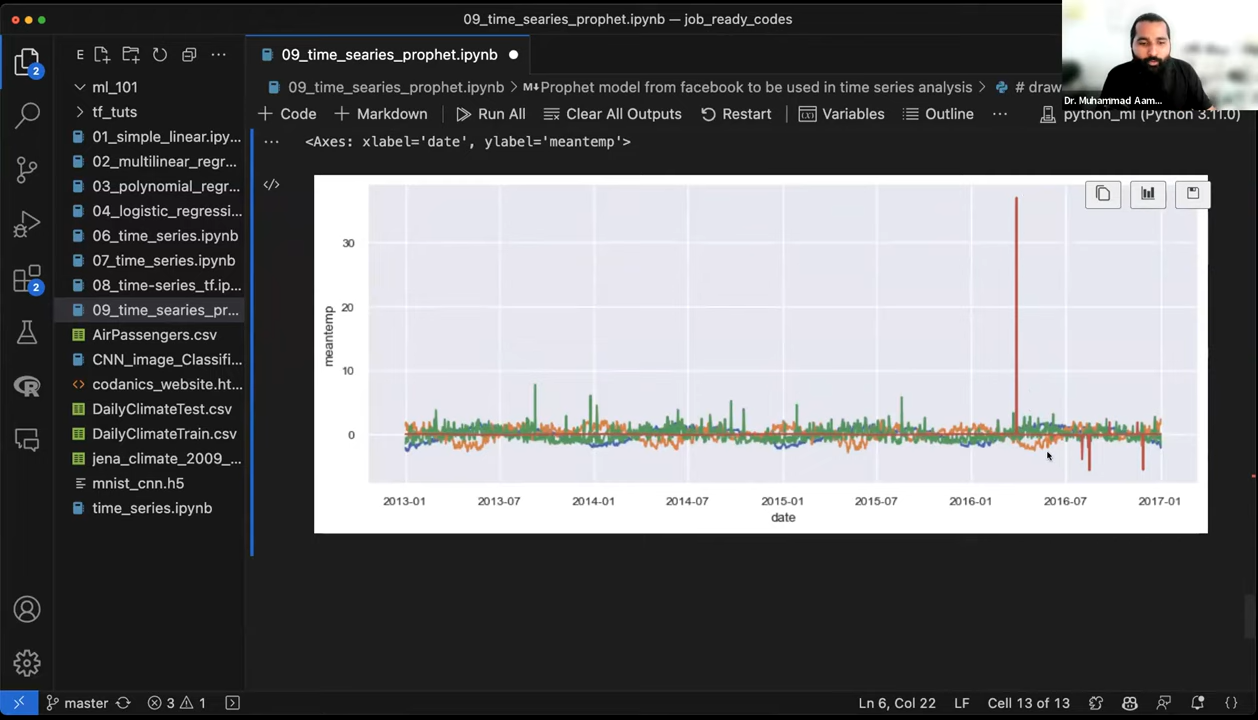 09_time_searies_prophet.ipynb — job_ready_codes
E
09_time_searies_prophet.ipynb
2
ml_101
tf_tuts
01_simple_linear.ipy...
02_multilinear_regr...
03_polynomial_regr...
04_logistic_regressi...
06_time_series.ipynb
07_time_series.ipynb
08_time-series_tf.ip...
09_time_searies_pr...
AirPassengers.csv
CNN_image_Classifi...
codanics_website.ht...
DailyClimateTest.csv
DailyClimateTrain.csv
jena_climate_2009_...
mnist_cnn.h5
time_series.ipynb
2
R
09_time_searies_prophet.ipynb > M↓Prophet model from facebook to be used in time series analysis > # draw
+ Code + Markdown Run All Clear All Outputs Restart Variables Outline ...
python_ml (Python 3.11.0)
Dr. Muhammad Aam...
<Axes: xlabel='date', ylabel='meantemp'>
30
20
10
0
meantemp
2013-01 2013-07 2014-01 2014-07 2015-01 2015-07 2016-01 2016-07 2017-01
date
master 3 1 Ln 6, Col 22 LF Cell 13 of 13